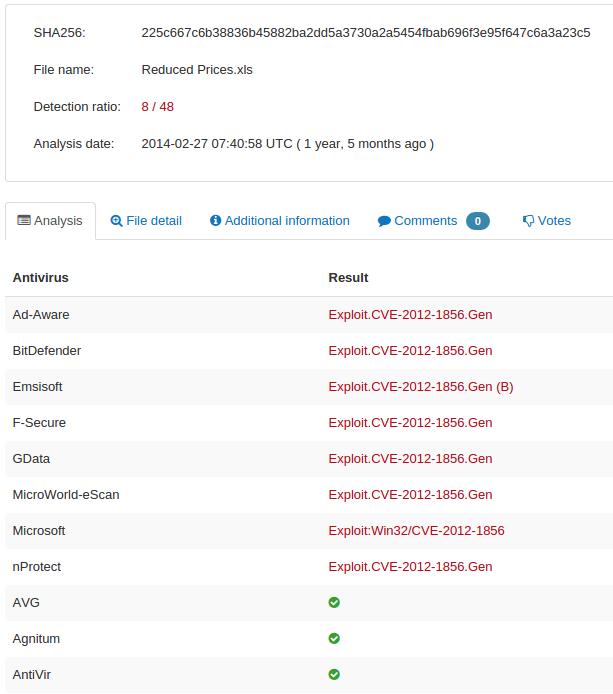 SHA256: 225c667c6b38836b45882ba2dd5a3730a2a5454fbab696f3e95f647c6a3a23c5
File name: Reduced Prices.xls
Detection ratio: 8 / 48
Analysis date: 2014-02-27 07:40:58 UTC ( 1 year, 5 months ago )
Analysis File detail Additional information Comments 0 Votes
Antivirus Result
Ad-Aware Exploit.CVE-2012-1856.Gen
BitDefender Exploit.CVE-2012-1856.Gen
Emsisoft Exploit.CVE-2012-1856.Gen (B)
F-Secure Exploit.CVE-2012-1856.Gen
GData Exploit.CVE-2012-1856.Gen
MicroWorld-eScan Exploit.CVE-2012-1856.Gen
Microsoft Exploit:Win32/CVE-2012-1856
nProtect Exploit.CVE-2012-1856.Gen
AVG
Agnitum
AntiVir